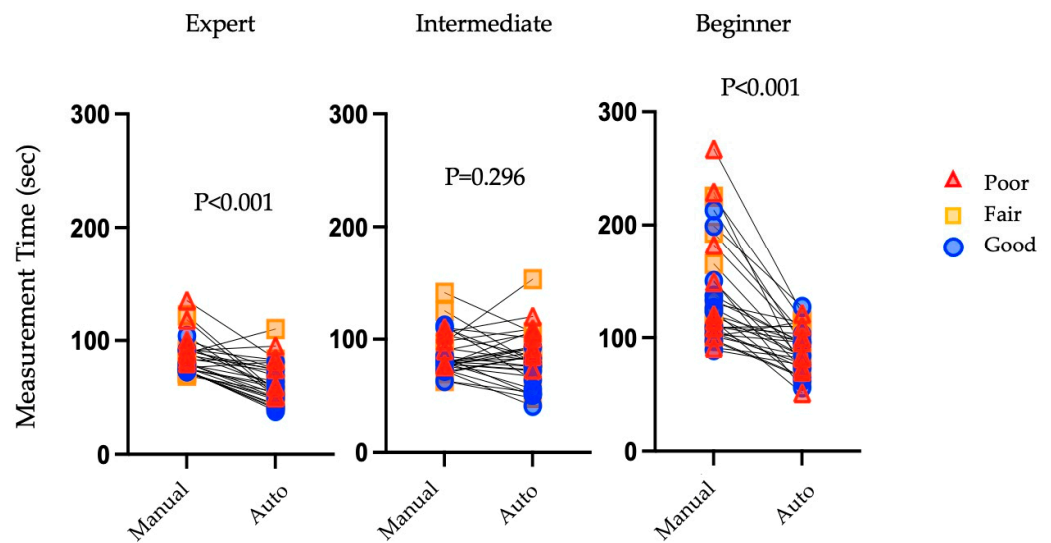 Expert
Intermediate
Beginner
P<0.001
P=0.296
P<0.001
Measurement Time (sec)
300
200
100
0
Manual
Auto
300
200
100
0
Manual
Auto
300
200
100
0
Manual
Auto
Poor
Fair
Good